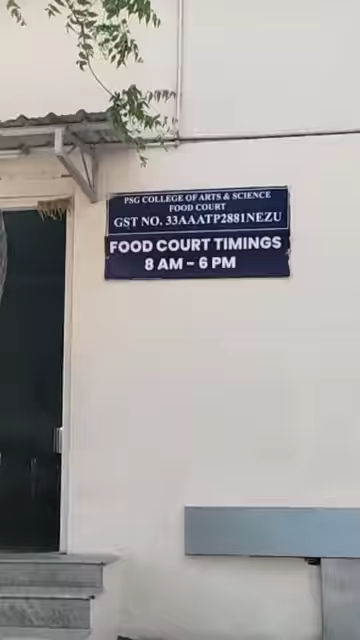 PSG COLLEGE OF ARTS & SCIENCE
FOOD COURT
GST NO. 33AAATP2881NEZU
FOOD COURT TIMINGS
8 AM - 6 PM